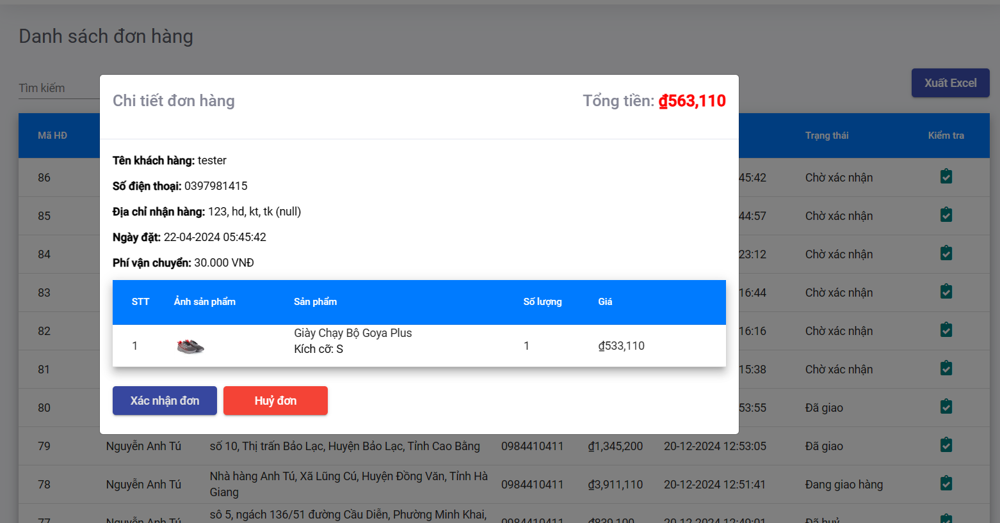 Danh sách đơn hàng
Tìm kiếm
Xuất Excel
Chi tiết đơn hàng
Tổng tiền: ₫563,110
Mã HĐ
Trạng thái
Kiểm tra
Tên khách hàng: tester
Số điện thoại: 0397981415
Địa chỉ nhận hàng: 123, hd, kt, tk (null)
Ngày đặt: 22-04-2024 05:45:42
Phí vận chuyển: 30.000 VNĐ
STT Ảnh sản phẩm Sản phẩm Số lượng Giá
1 Giày Chạy Bộ Goya Plus 1 ₫533,110
Kích cỡ: S
Xác nhận đơn
Huỷ đơn
86 45:42 Chờ xác nhận
85 44:57 Chờ xác nhận
84 23:12 Chờ xác nhận
83 16:44 Chờ xác nhận
82 16:16 Chờ xác nhận
81 15:38 Chờ xác nhận
80 53:55 Đã giao
79 Nguyễn Anh Tú số 10, Thị trấn Bảo Lạc, Huyện Bảo Lạc, Tỉnh Cao Bằng 0984410411 ₫1,345,200 20-12-2024 12:53:05 Đã giao
78 Nguyễn Anh Tú Nhà hàng Anh Tú, Xã Lũng Cú, Huyện Đồng Văn, Tỉnh Hà 0984410411 ₫3,911,110 20-12-2024 12:51:41 Đang giao hàng
Giang
sô 5, ngách 136/51 đường Cầu Diễn, Phường Minh Khai,
77 Nguyễn Anh Tú 0984410411 ₫839,100 20-12-2024 12:49:01 Đã huỷ